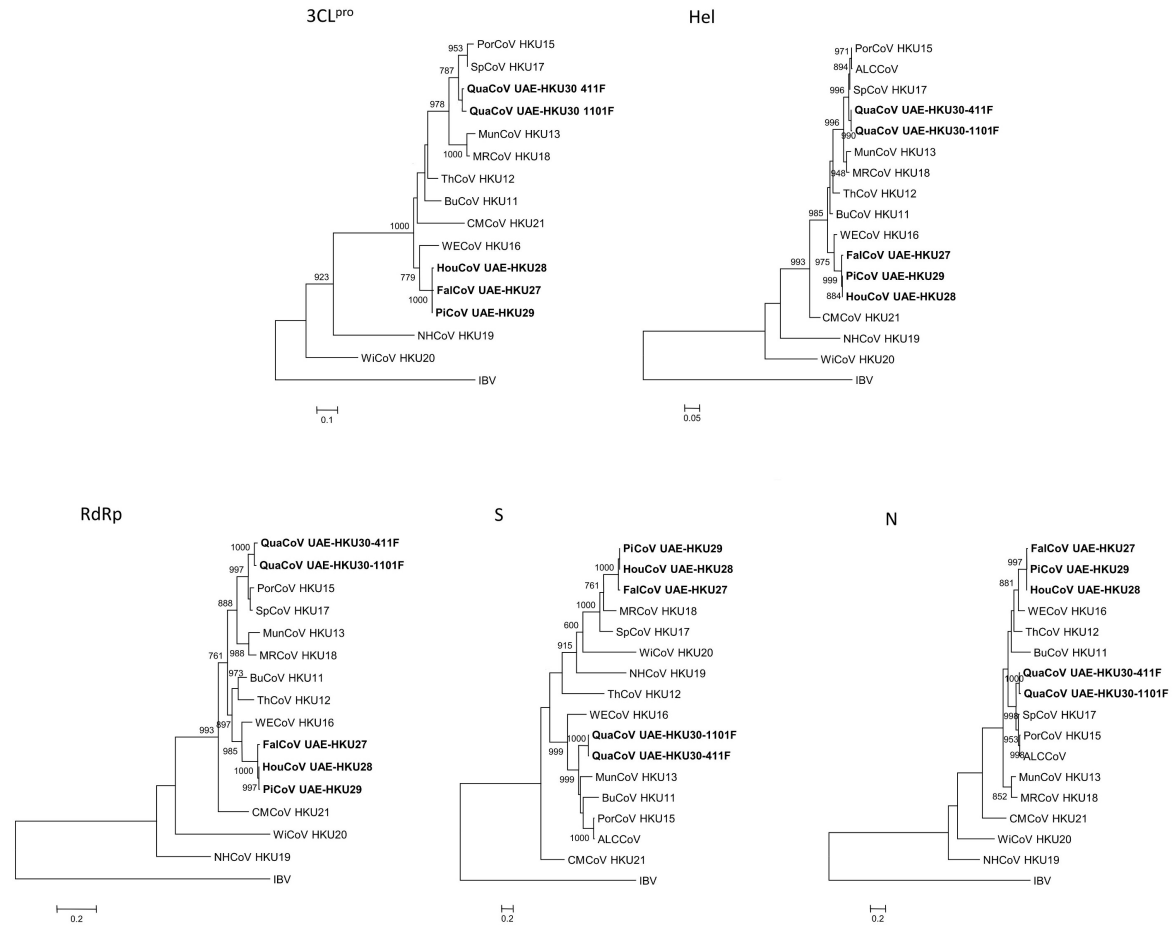 3CLpro
953
PorCoV HKU15
SpCoV HKU17
787
QuaCoV UAE-HKU30 411F
978
QuaCoV UAE-HKU30 1101F
MunCoV HKU13
1000
MRCoV HKU18
ThCoV HKU12
BuCoV HKU11
CMCoV HKU21
1000
WECoV HKU16
HouCoV UAE-HKU28
779
923
FalCoV UAE-HKU27
1000
PiCoV UAE-HKU29
NHCoV HKU19
WiCoV HKU20
IBV
0.1
Hel
971
PorCoV HKU15
894
ALCCoV
996
SpCoV HKU17
QuaCoV UAE-HKU30-411F
996
QuaCoV UAE-HKU30-1101F
990
MunCoV HKU13
948
MRCoV HKU18
ThCoV HKU12
985
BuCoV HKU11
WECoV HKU16
FalCoV UAE-HKU27
993
975
PiCoV UAE-HKU29
999
884
HouCoV UAE-HKU28
CMCoV HKU21
NHCoV HKU19
WiCoV HKU20
IBV
0.05
RdRp
1000
QuaCoV UAE-HKU30-411F
QuaCoV UAE-HKU30-1101F
997
PorCoV HKU15
888
SpCoV HKU17
MunCoV HKU13
988
MRCoV HKU18
761
973
BuCoV HKU11
ThCoV HKU12
897
WECoV HKU16
993
FalCoV UAE-HKU27
985
HouCoV UAE-HKU28
1000
997
PiCoV UAE-HKU29
CMCoV HKU21
WiCoV HKU20
NHCoV HKU19
IBV
0.2
S
PiCoV UAE-HKU29
1000
HouCoV UAE-HKU28
761
FalCoV UAE-HKU27
1000
MRCoV HKU18
600
SpCoV HKU17
915
WiCoV HKU20
NHCoV HKU19
ThCoV HKU12
WECoV HKU16
1000
QuaCoV UAE-HKU30-1101F
999
QuaCoV UAE-HKU30-411F
999
MunCoV HKU13
BuCoV HKU11
PorCoV HKU15
1000
ALCCoV
CMCoV HKU21
IBV
0.2
N
FalCoV UAE-HKU27
997
PiCoV UAE-HKU29
881
HouCoV UAE-HKU28
WECoV HKU16
ThCoV HKU12
BuCoV HKU11
QuaCoV UAE-HKU30-411F
1000
QuaCoV UAE-HKU30-1101F
998
SpCoV HKU17
953
PorCoV HKU15
ALCCoV
MunCoV HKU13
852
MRCoV HKU18
CMCoV HKU21
WiCoV HKU20
NHCoV HKU19
IBV
0.2